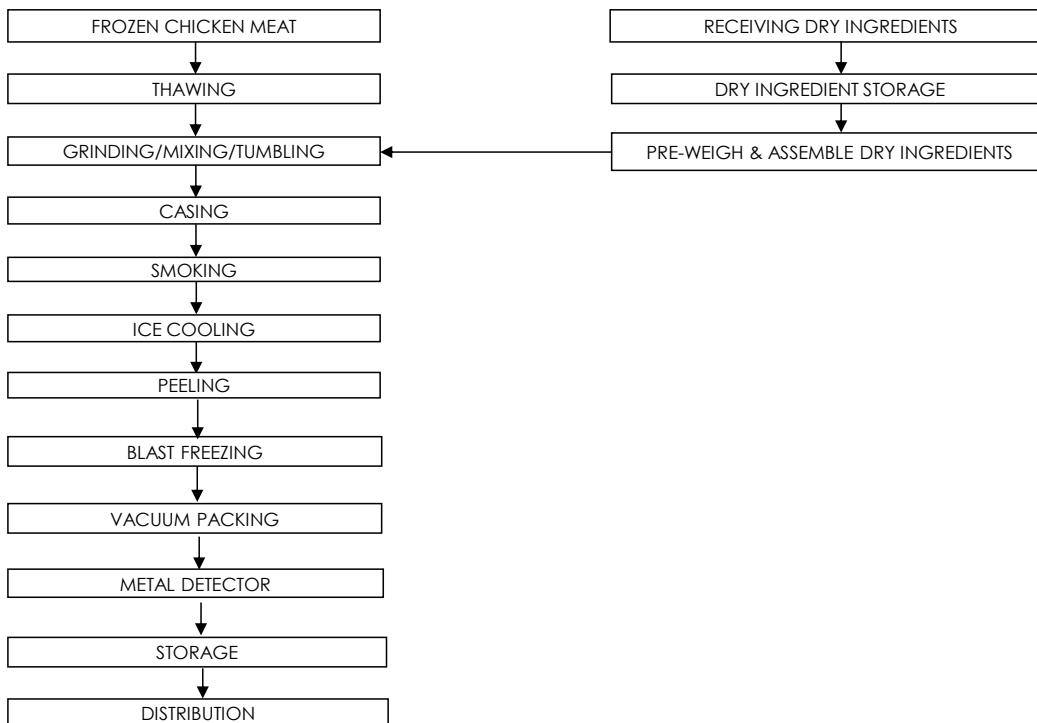 FROZEN CHICKEN MEAT
RECEIVING DRY INGREDIENTS
THAWING
DRY INGREDIENT STORAGE
GRINDING/MIXING/TUMBLING
PRE-WEIGH & ASSEMBLE DRY INGREDIENTS
CASING
SMOKING
ICE COOLING
PEELING
BLAST FREEZING
VACUUM PACKING
METAL DETECTOR
STORAGE
DISTRIBUTION